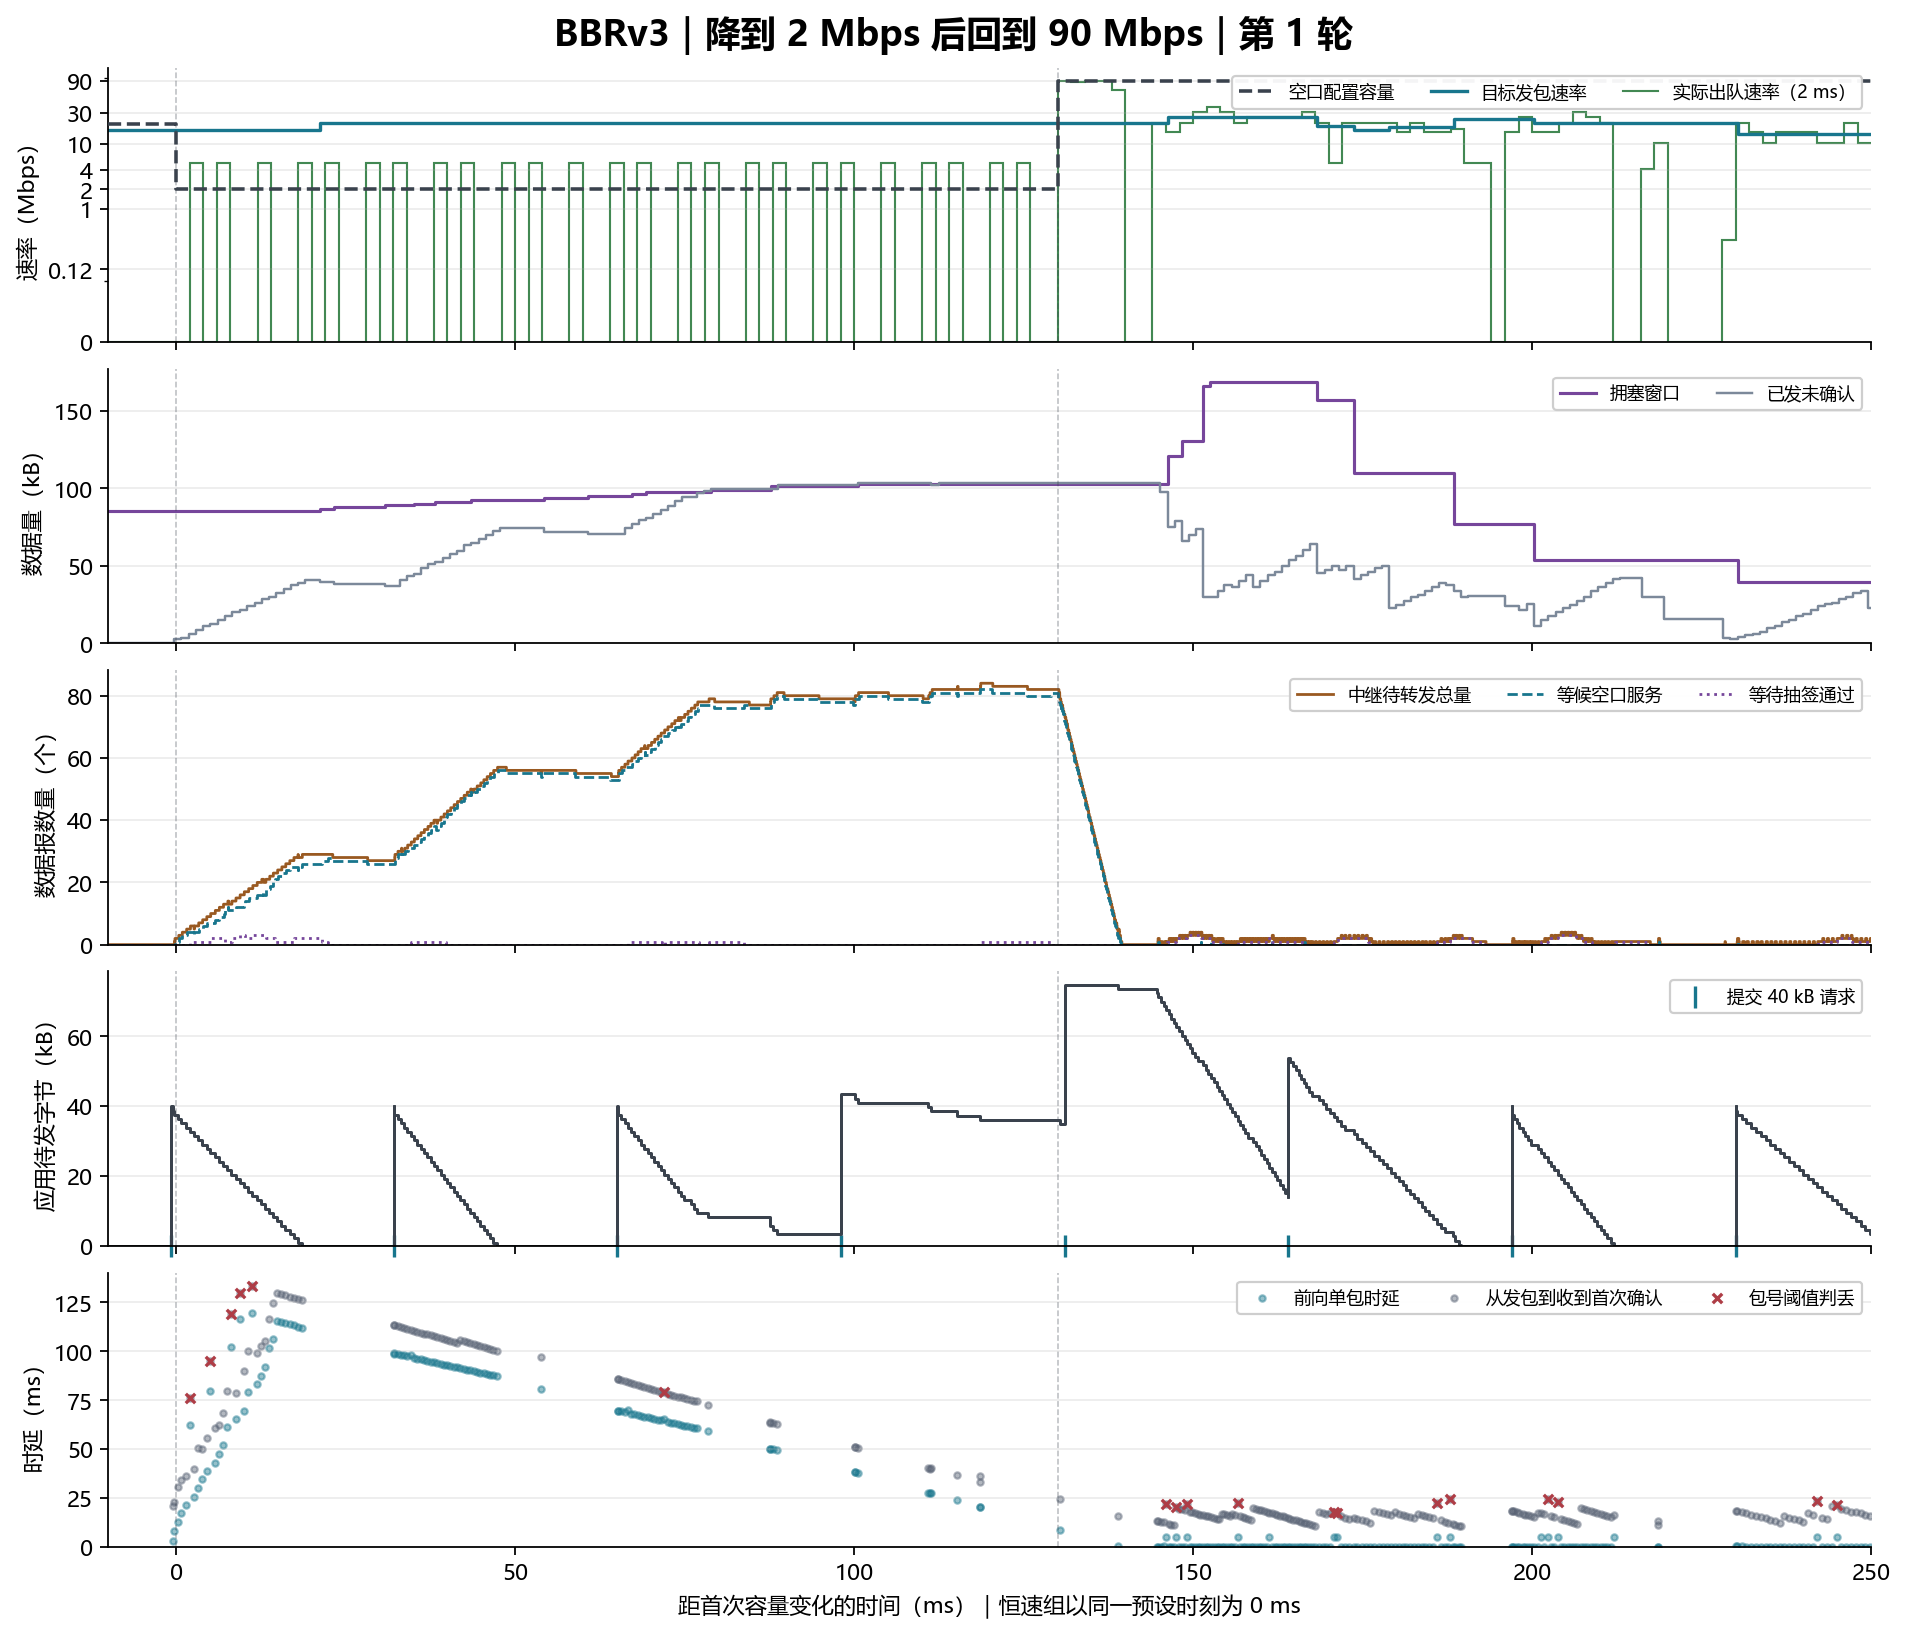 BBRv3｜降到 2 Mbps 后回到 90 Mbps｜第 1 轮
速率（Mbps）
90
30
10
4
2
1
0.12
0
空口配置容量
目标发包速率
实际出队速率（2 ms）
数据量（kB）
150
100
50
0
拥塞窗口
已发未确认
数据报数量（个）
80
60
40
20
0
中继待转发总量
等候空口服务
等待抽签通过
应用待发字节（kB）
60
40
20
0
提交 40 kB 请求
时延（ms）
125
100
75
50
25
0
前向单包时延
从发包到收到首次确认
包号阈值判丢
0
50
100
150
200
250
距首次容量变化的时间（ms）｜恒速组以同一预设时刻为 0 ms